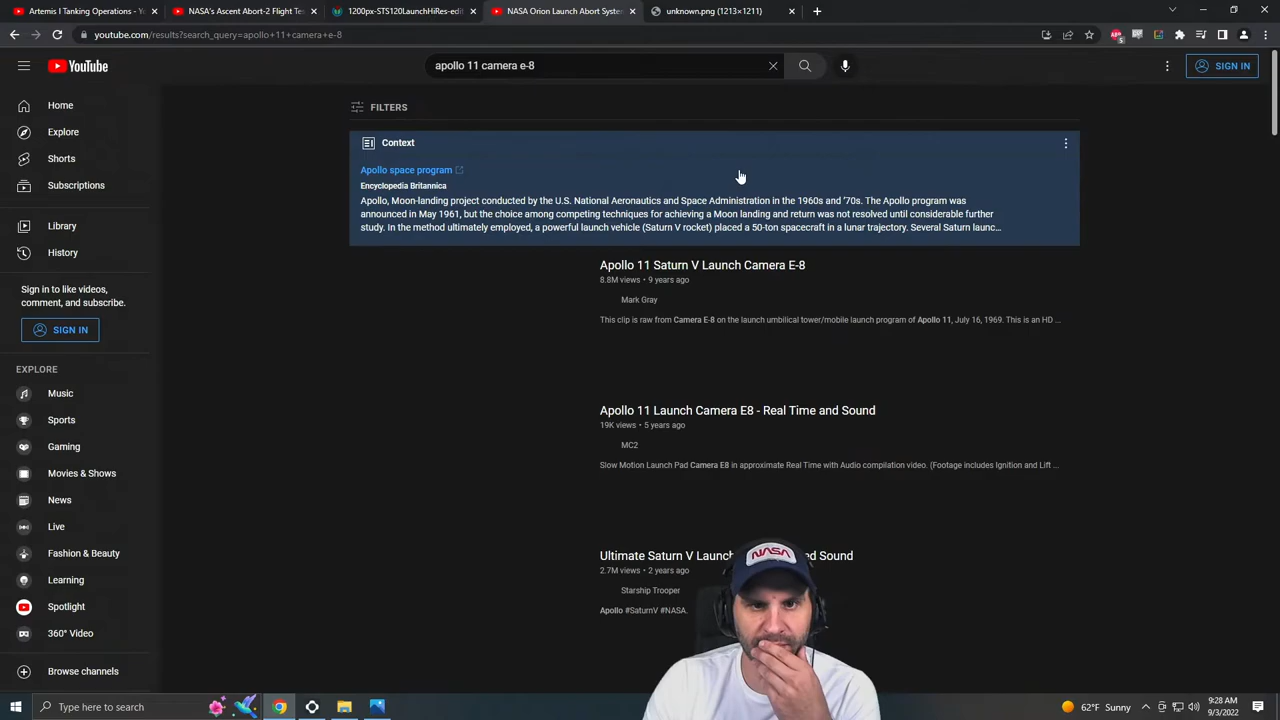 Artemis I Tanking Operations - Y
NASA's Ascent Abort-2 Flight Te
1200px-STS120LaunchHiRes-edi
NASA Orion Launch Abort System
unknown.png (1213×1211)
youtube.com/results?search_query=apollo+11+camera+e-8
YouTube
apollo 11 camera e-8
SIGN IN
Home
Explore
Shorts
Subscriptions
Library
History
Sign in to like videos,
comment, and subscribe.
SIGN IN
EXPLORE
Music
Sports
Gaming
Movies & Shows
News
Live
Fashion & Beauty
Learning
Spotlight
360° Video
Browse channels
FILTERS
Context
Apollo space program
Encyclopedia Britannica
Apollo, Moon-landing project conducted by the U.S. National Aeronautics and Space Administration in the 1960s and '70s. The Apollo program was
announced in May 1961, but the choice among competing techniques for achieving a Moon landing and return was not resolved until considerable further
study. In the method ultimately employed, a powerful launch vehicle (Saturn V rocket) placed a 50-ton spacecraft in a lunar trajectory. Several Saturn launc...
Apollo 11 Saturn V Launch Camera E-8
8.8M views • 9 years ago
Mark Gray
This clip is raw from Camera E-8 on the launch umbilical tower/mobile launch program of Apollo 11, July 16, 1969. This is an HD ...
Apollo 11 Launch Camera E8 - Real Time and Sound
19K views • 5 years ago
MC2
Slow Motion Launch Pad Camera E8 in approximate Real Time with Audio compilation video. (Footage includes Ignition and Lift ...
Ultimate Saturn V Launch ed Sound
2.7M views • 2 years ago
Starship Trooper
Apollo #SaturnV #NASA.
NASA
Type here to search
62°F Sunny
9:28 AM
9/3/2022